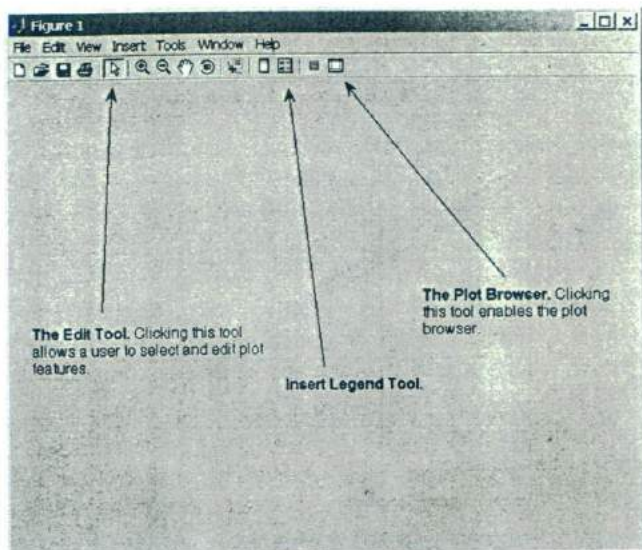 Figure 1
File Edit View Insert Tools Window Help
The Plot Browser. Clicking
this tool enables the plot
browser.
The Edit Tool. Clicking this tool
allows a user to select and edit plot
features.
Insert Legend Tool.